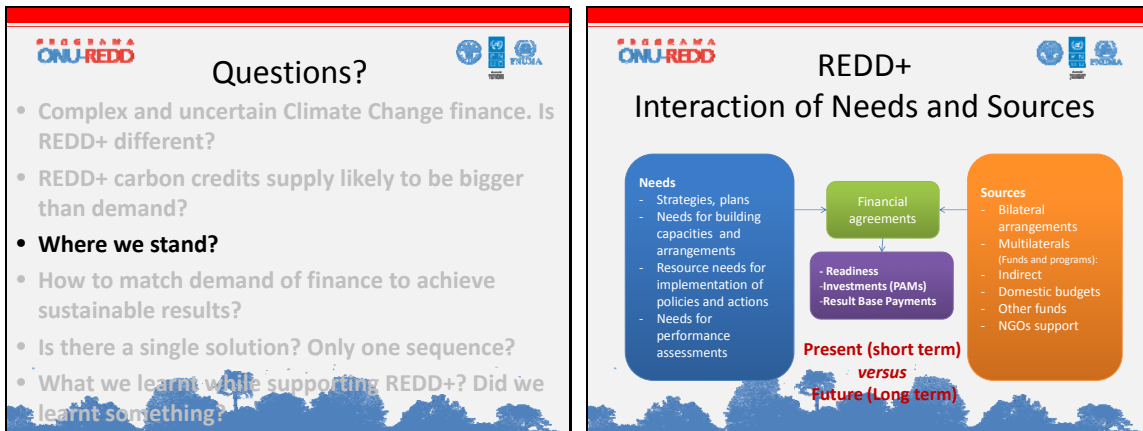 PROGRAMA
ONU-REDD
PNUMA
Questions?
• Complex and uncertain Climate Change finance. Is
REDD+ different?
• REDD+ carbon credits supply likely to be bigger
than demand?
• Where we stand?
• How to match demand of finance to achieve
sustainable results?
• Is there a single solution? Only one sequence?
• What we learnt while supporting REDD+? Did we
learnt something?
PROGRAMA
ONU-REDD
PNUMA
REDD+
Interaction of Needs and Sources
Needs
- Strategies, plans
- Needs for building
capacities and
arrangements
- Resource needs for
implementation of
policies and actions
- Needs for
performance
assessments
Financial
agreements
- Readiness
-Investments (PAMs)
-Result Base Payments
Sources
- Bilateral
arrangements
- Multilaterals
(Funds and programs):
- Indirect
- Domestic budgets
- Other funds
- NGOs support
Present (short term)
versus
Future (Long term)